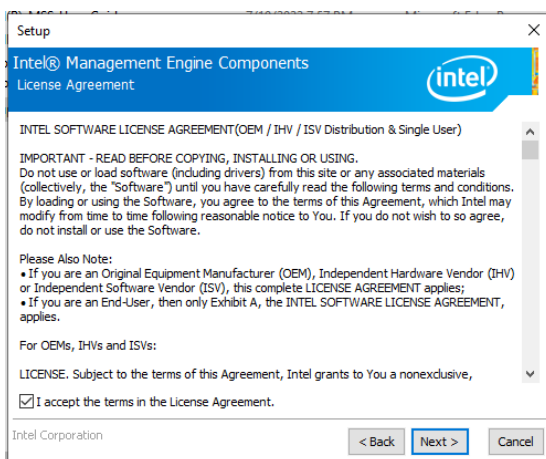 Setup
Intel® Management Engine Components
License Agreement
intel
INTEL SOFTWARE LICENSE AGREEMENT(OEM / IHV / ISV Distribution & Single User)
IMPORTANT - READ BEFORE COPYING, INSTALLING OR USING.
Do not use or load software (including drivers) from this site or any associated materials
(collectively, the "Software") until you have carefully read the following terms and conditions.
By loading or using the Software, you agree to the terms of this Agreement, which Intel may
modify from time to time following reasonable notice to You. If you do not wish to so agree,
do not install or use the Software.
Please Also Note:
• If you are an Original Equipment Manufacturer (OEM), Independent Hardware Vendor (IHV)
or Independent Software Vendor (ISV), this complete LICENSE AGREEMENT applies;
• If you are an End-User, then only Exhibit A, the INTEL SOFTWARE LICENSE AGREEMENT,
applies.
For OEMs, IHVs and ISVs:
LICENSE. Subject to the terms of this Agreement, Intel grants to You a nonexclusive,
I accept the terms in the License Agreement.
Intel Corporation
< Back Next > Cancel